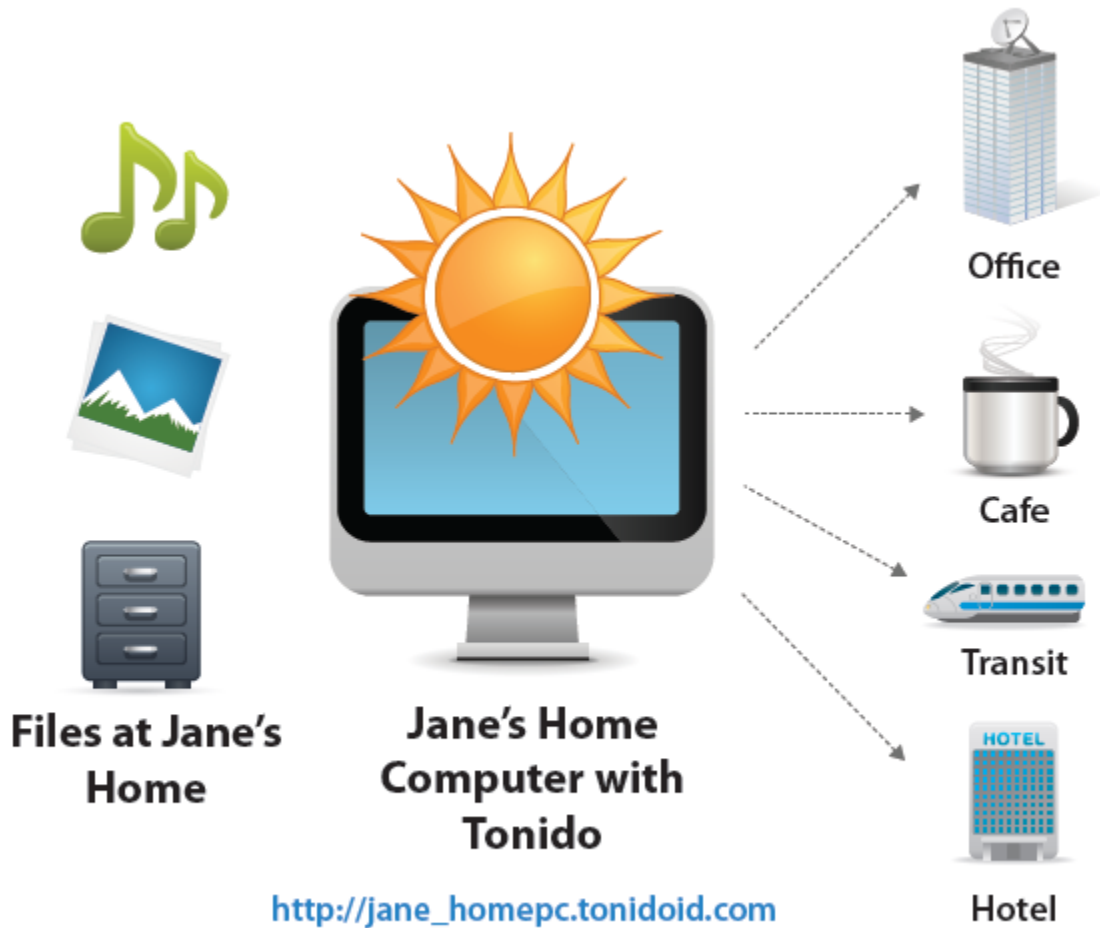 Office
Cafe
Transit
HOTEL
Hotel
Files at Jane's
Home
Jane's Home
Computer with
Tonido
http://jane_homepc.tonidoid.com